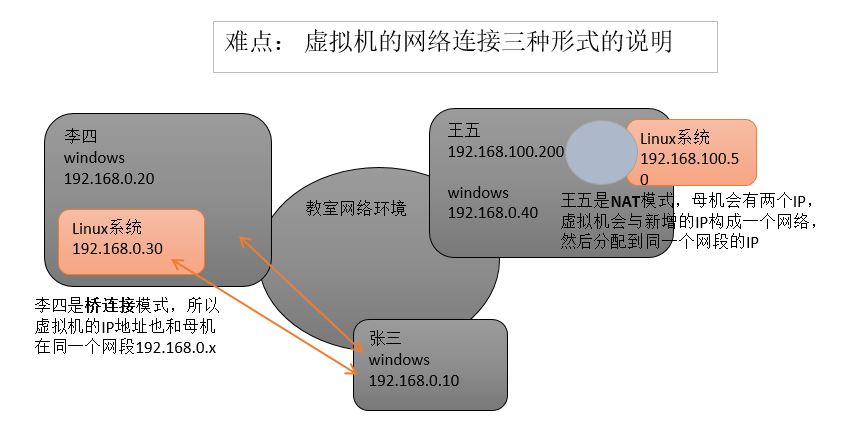 难点： 虚拟机的网络连接三种形式的说明
李四
windows
192.168.0.20
Linux系统
192.168.0.30
李四是桥连接模式，所以
虚拟机的IP地址也和母机
在同一个网段192.168.0.x
教室网络环境
张三
windows
192.168.0.10
王五
192.168.100.200
windows
192.168.0.40
Linux系统
192.168.100.5
0
王五是NAT模式，母机会有两个IP，
虚拟机会与新增的IP构成一个网络，
然后分配到同一个网段的IP